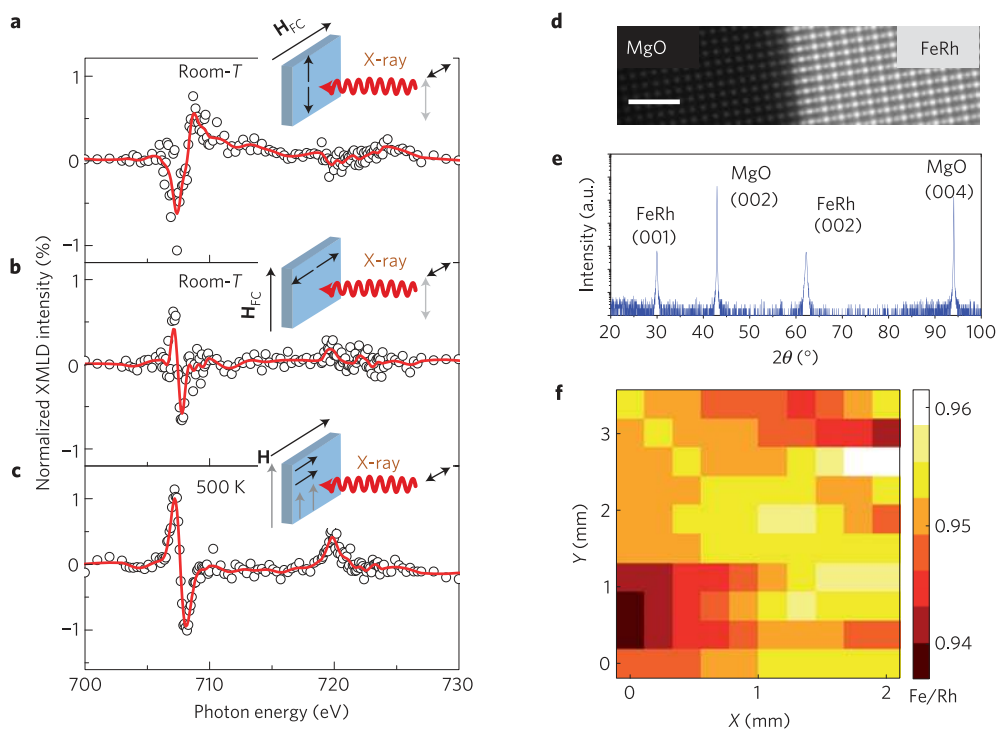 a
H_FC
Room-T
X-ray
1
0
−1
b
Room-T
H_FC
X-ray
1
0
−1
c
500 K
H
X-ray
1
0
−1
Normalized XMLD intensity (%)
700 710 720 730
Photon energy (eV)
d
MgO
FeRh
e
Intensity (a.u.)
FeRh
(001)
MgO
(002)
FeRh
(002)
MgO
(004)
20 30 40 50 60 70 80 90 100
2θ (°)
f
Y (mm)
3
2
1
0
0 1 2
X (mm)
0.96
0.95
0.94
Fe/Rh